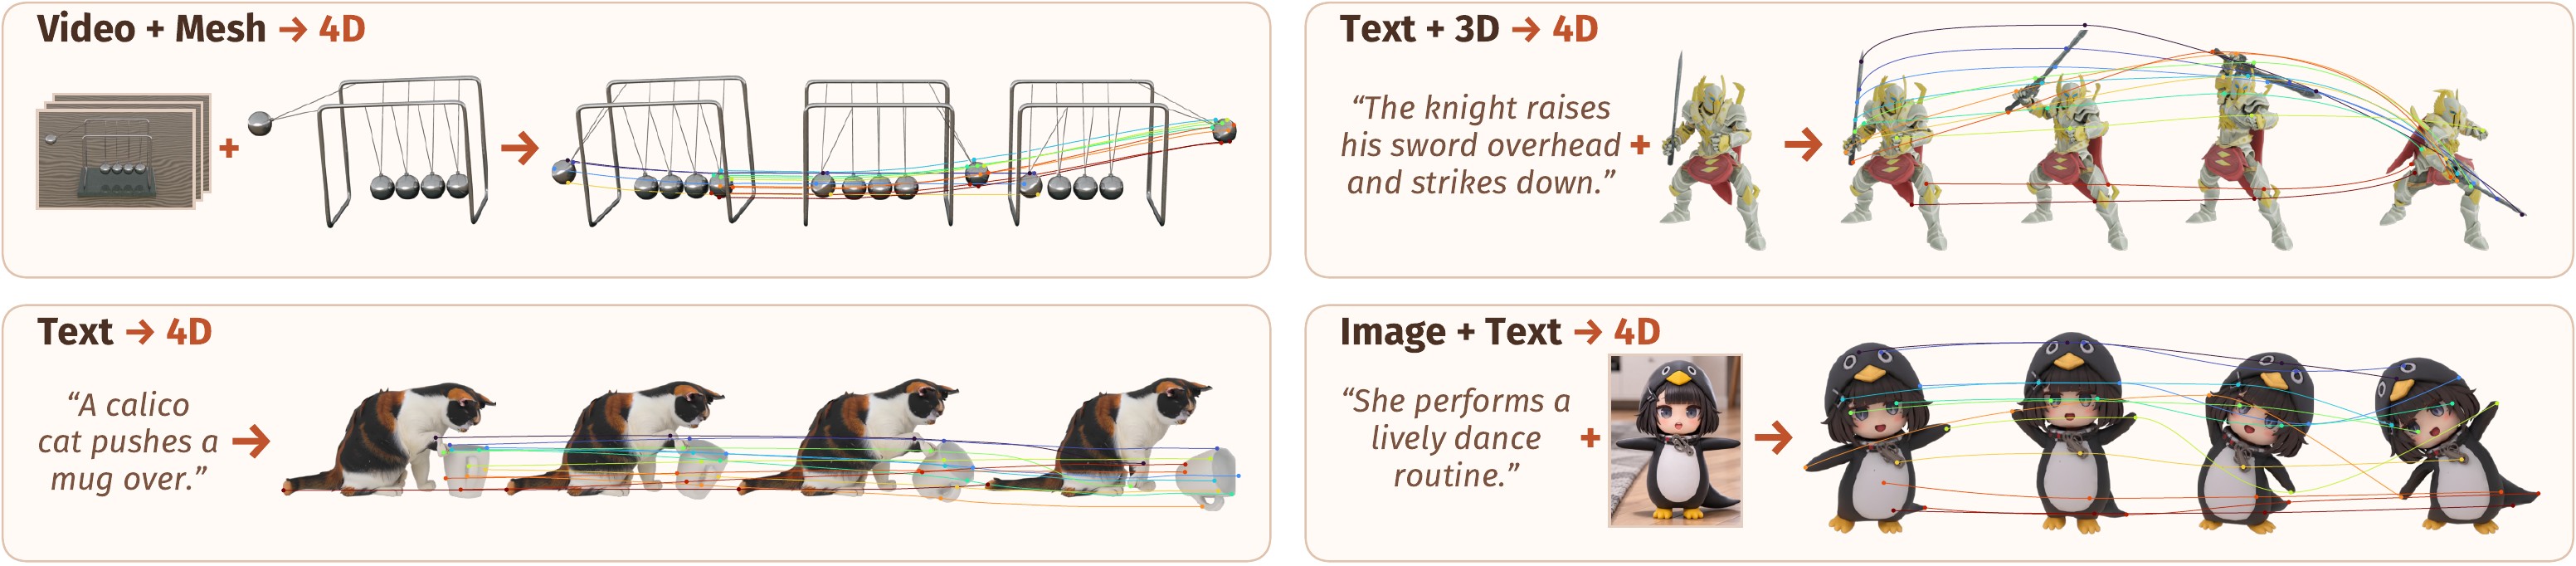 Video + Mesh → 4D
Text + 3D → 4D
“The knight raises
his sword overhead
and strikes down.”
Text → 4D
“A calico
cat pushes a
mug over.”
Image + Text → 4D
“She performs a
lively dance
routine.”